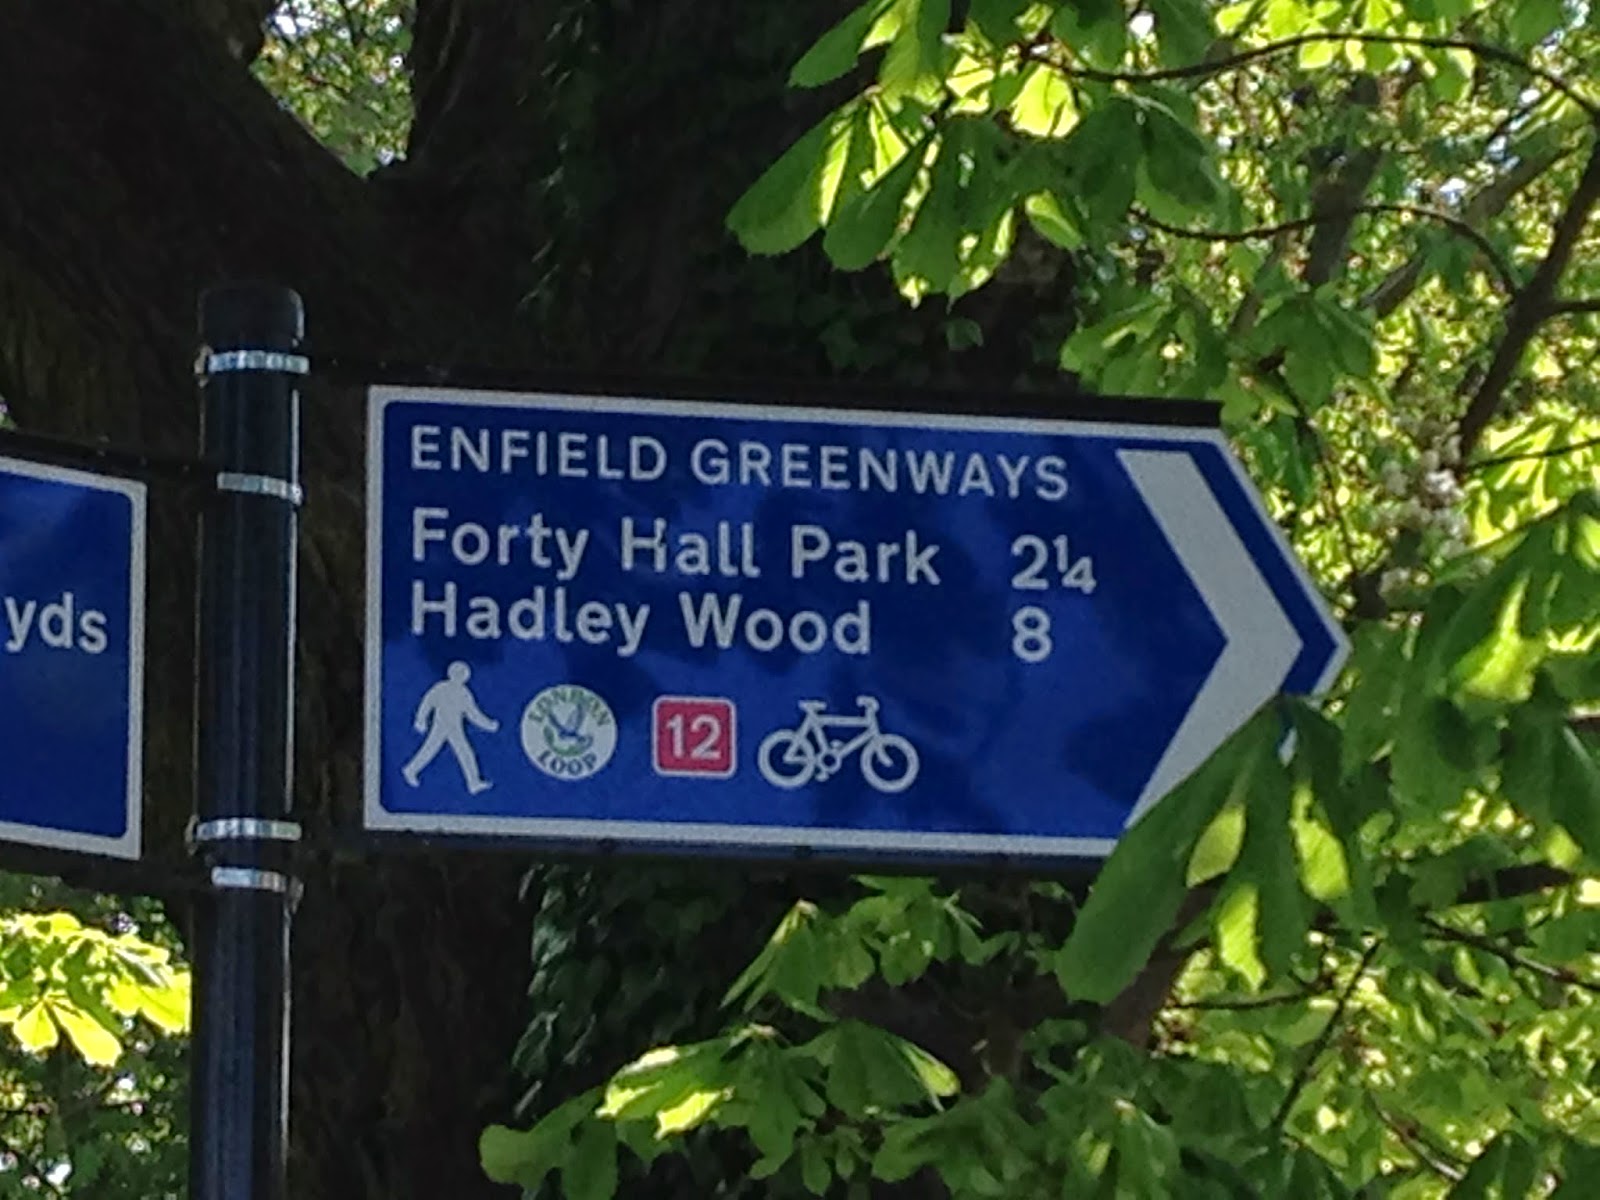 yds
ENFIELD GREENWAYS
Forty Hall Park 2¼
Hadley Wood 8
LONDON
LOOP
12